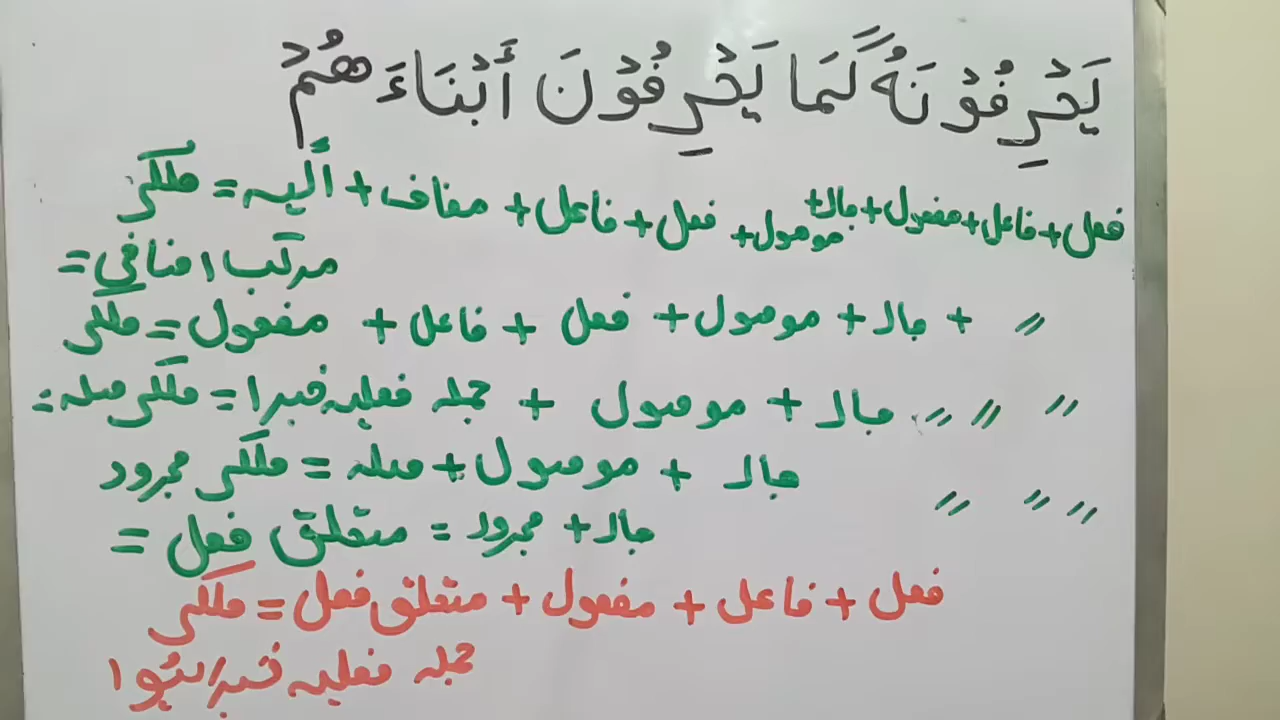 يَعْرِفُوْنَهُ كَمَا يَعْرِفُوْنَ أَبْنَاءَ هُمْ
فعل + فاعل + مفعول + جار + موصول + فعل + فاعل + مضاف + الیہ = ملکر
مرکب اضافی =
〃 + جار + موصول + فعل + فاعل + مفعول = ملکر
〃 〃 〃 جار + موصول + جملہ فعلیہ خبرا = ملکر صلہ =
جار + موصول + صلہ = ملکر مجرور
〃 〃 〃 جار + مجرور = متعلق فعل =
فعل + فاعل + مفعول + متعلق فعل = ملکر
جملہ فعلیہ خبرا ہوا